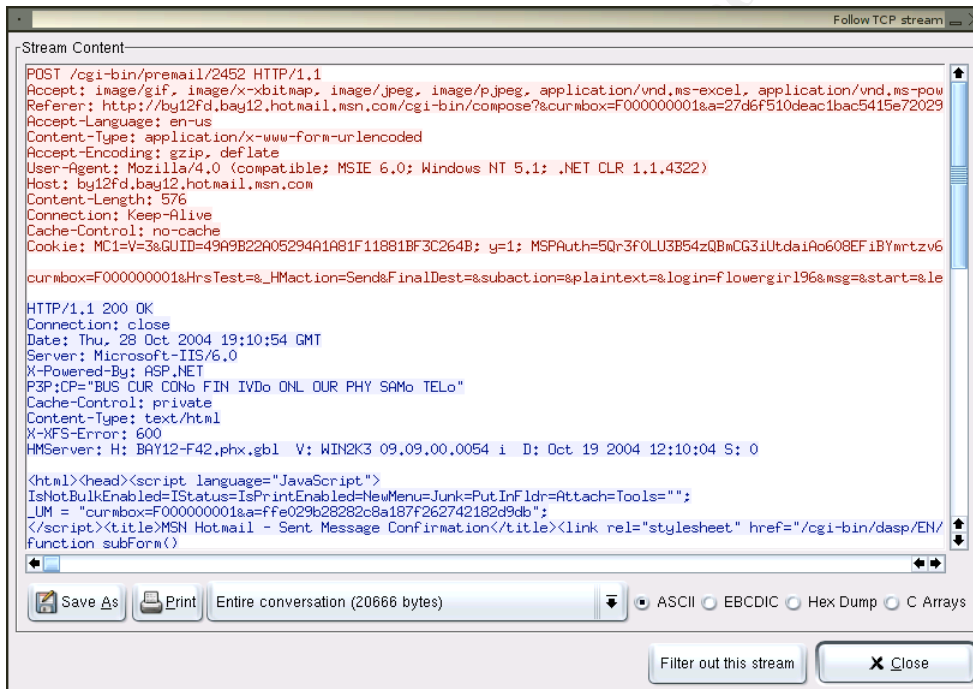 Follow TCP stream
Stream Content
POST /cgi-bin/premail/2452 HTTP/1.1
Accept: image/gif, image/x-xbitmap, image/jpeg, image/pjpeg, application/vnd.ms-excel, application/vnd.ms-pow
Referer: http://by12fd.bay12.hotmail.msn.com/cgi-bin/compose?&curmbox=F000000001&a=27d6f510deac1bac5415e72029
Accept-Language: en-us
Content-Type: application/x-www-form-urlencoded
Accept-Encoding: gzip, deflate
User-Agent: Mozilla/4.0 (compatible; MSIE 6.0; Windows NT 5.1; .NET CLR 1.1.4322)
Host: by12fd.bay12.hotmail.msn.com
Content-Length: 576
Connection: Keep-Alive
Cache-Control: no-cache
Cookie: MC1=V=3&GUID=49A9B22A05294A1A81F11881BF3C264B; y=1; MSPAuth=5Qr3f0LU3B54zQBmCG3iUtdaiAo608EFiBYmrtzv6
curmbox=F000000001&HrsTest=&_HMaction=Send&FinalDest=&subaction=&plaintext=&login=flowergirl96&msg=&start=&le
HTTP/1.1 200 OK
Connection: close
Date: Thu, 28 Oct 2004 19:10:54 GMT
Server: Microsoft-IIS/6.0
X-Powered-By: ASP.NET
P3P:CP="BUS CUR CONo FIN IVDo ONL OUR PHY SAMo TELo"
Cache-Control: private
Content-Type: text/html
X-XFS-Error: 600
HMServer: H: BAY12-F42.phx.gbl  V: WIN2K3 09.09.00.0054 i  D: Oct 19 2004 12:10:04 S: 0
<html><head><script language="JavaScript">
IsNotBulkEnabled=IStatus=IsPrintEnabled=NewMenu=Junk=PutInFldr=Attach=Tools="";
_UM = "curmbox=F000000001&a=ffe029b28282c8a187f262742182d9db";
</script><title>MSN Hotmail - Sent Message Confirmation</title><link rel="stylesheet" href="/cgi-bin/dasp/EN/
function subForm()
Save As Print Entire conversation (20666 bytes) ASCII EBCDIC Hex Dump C Arrays
Filter out this stream Close